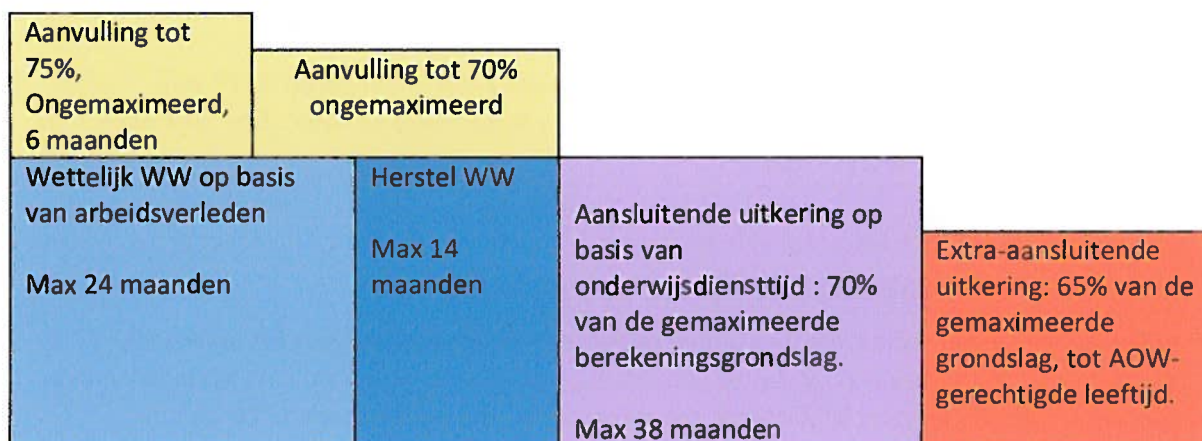 Aanvulling tot
75%,
Ongemaximeerd,
6 maanden
Aanvulling tot 70%
ongemaximeerd
Wettelijk WW op basis
van arbeidsverleden
Max 24 maanden
Herstel WW
Max 14
maanden
Aansluitende uitkering op
basis van
onderwijsdiensttijd : 70%
van de gemaximeerde
berekeningsgrondslag.
Max 38 maanden
Extra-aansluitende
uitkering: 65% van de
gemaximeerde
grondslag, tot AOW-
gerechtigde leeftijd.